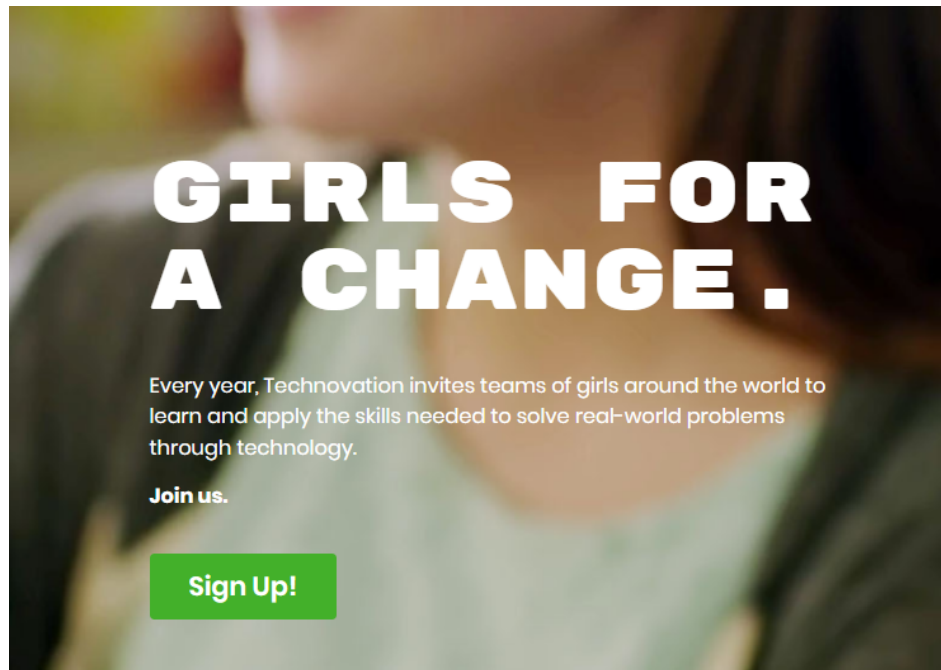 GIRLS FOR
A CHANGE.
Every year, Technovation invites teams of girls around the world to
learn and apply the skills needed to solve real-world problems
through technology.
Join us.
Sign Up!